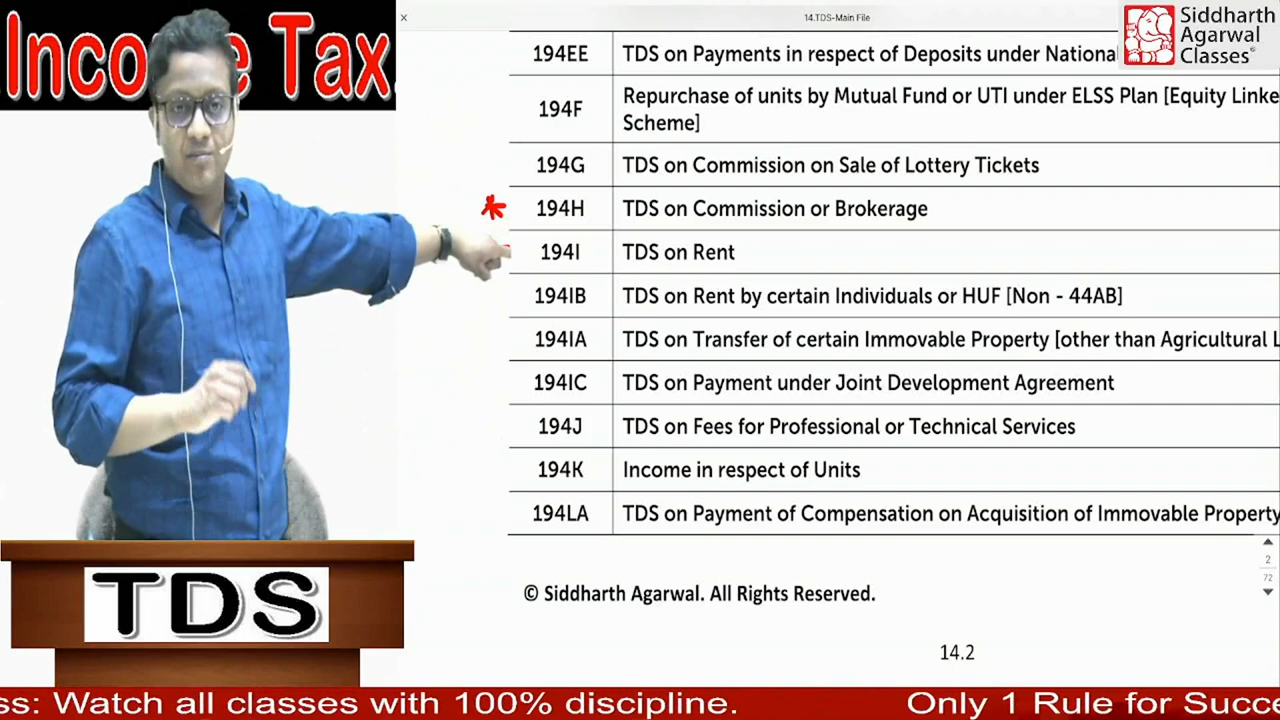 Income Tax.
×
14.TDS-Main File
Siddharth
Agarwal
Classes®
194EE TDS on Payments in respect of Deposits under Nationa
194F Repurchase of units by Mutual Fund or UTI under ELSS Plan [Equity Linke
Scheme]
194G TDS on Commission on Sale of Lottery Tickets
194H TDS on Commission or Brokerage
194I TDS on Rent
194IB TDS on Rent by certain Individuals or HUF [Non - 44AB]
194IA TDS on Transfer of certain Immovable Property [other than Agricultural L
194IC TDS on Payment under Joint Development Agreement
194J TDS on Fees for Professional or Technical Services
194K Income in respect of Units
194LA TDS on Payment of Compensation on Acquisition of Immovable Property
2
72
© Siddharth Agarwal. All Rights Reserved.
14.2
TDS
ss: Watch all classes with 100% discipline. Only 1 Rule for Succe